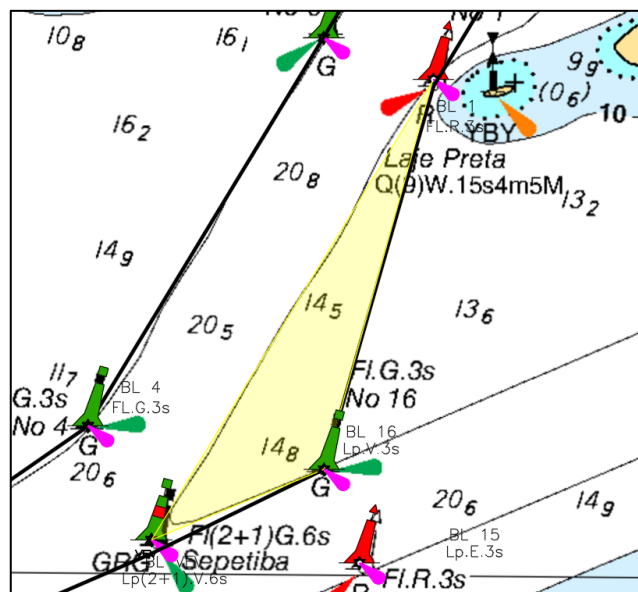 10₈
16₁
G
No 1
9₉
(0₆)
10
BL 1
FL.R.3s
YBY
16₂
20₈
Laje Preta
Q(9)W.15s4m5M
13₂
14₉
14₅
20₅
13₆
11₇
G.3s
No 4
BL 4
FL.G.3s
G
Fl.G.3s
No 16
BL 16
Lp.V.3s
G
14₈
20₆
20₆
14₉
Fl(2+1)G.6s
GRG
Sepetiba
Lp(2+1).V.6s
BL 15
Lp.E.3s
Fl.R.3s